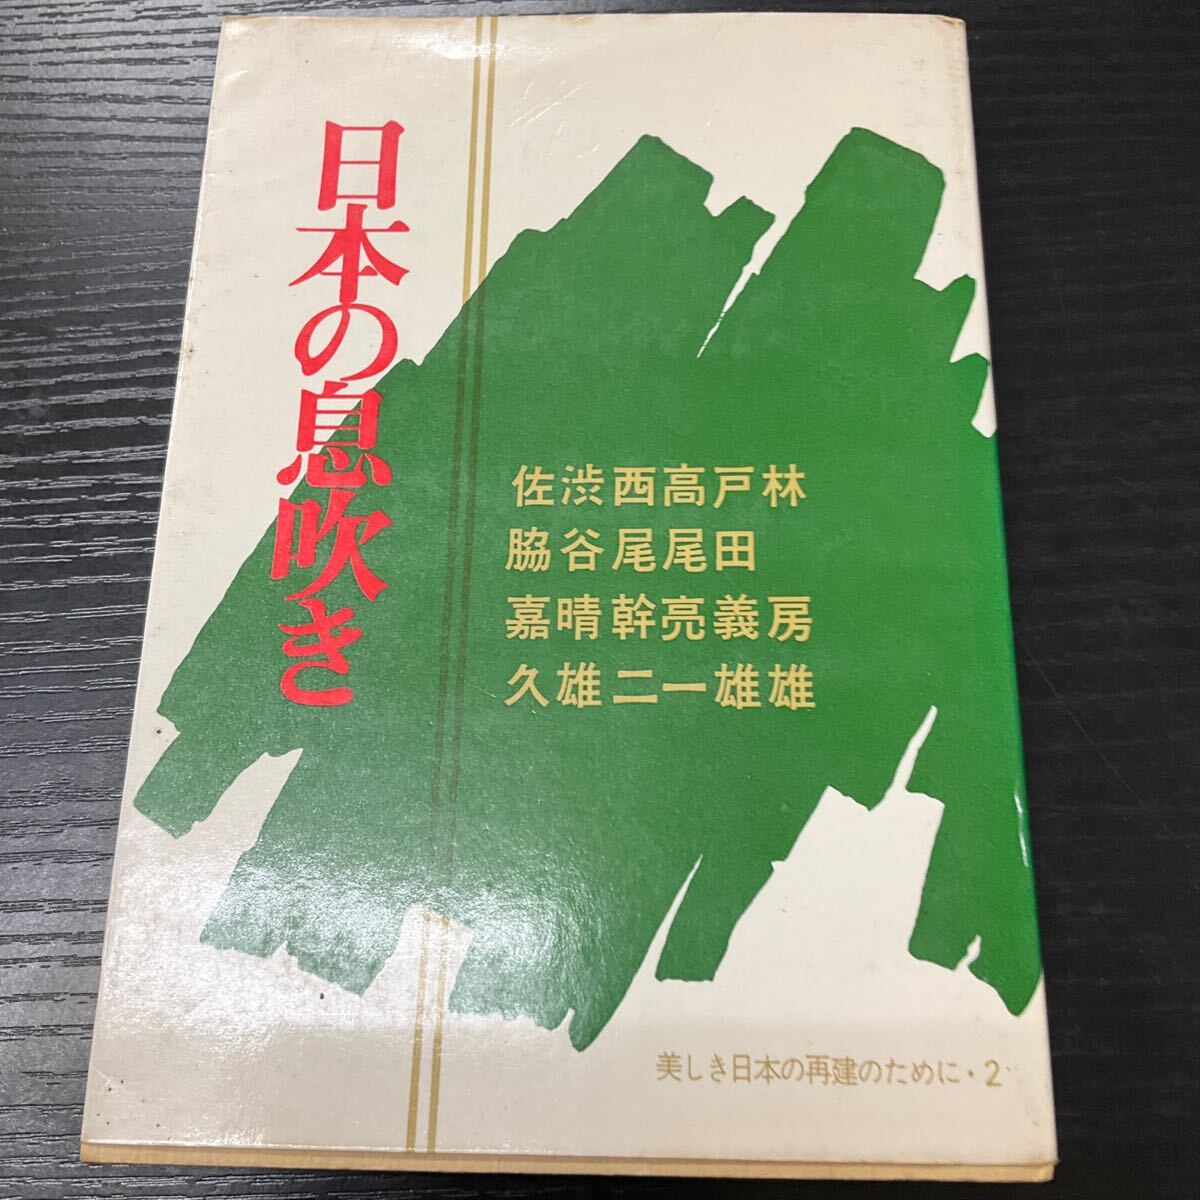 日本の息吹き
林房雄
戸田義雄
高尾亮一
西尾幹二
渋谷晴雄
佐脇嘉久
美しき日本の再建のために・2